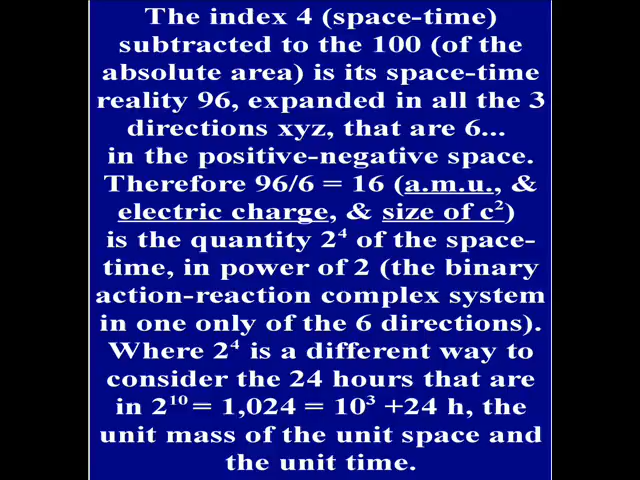 The index 4 (space-time)
subtracted to the 100 (of the
absolute area) is its space-time
reality 96, expanded in all the 3
directions xyz, that are 6...
in the positive-negative space.
Therefore 96/6 = 16 (a.m.u., &
electric charge, & size of c²)
is the quantity 2⁴ of the space-
time, in power of 2 (the binary
action-reaction complex system
in one only of the 6 directions).
Where 2⁴ is a different way to
consider the 24 hours that are
in 2¹⁰ = 1,024 = 10³ +24 h, the
unit mass of the unit space and
the unit time.